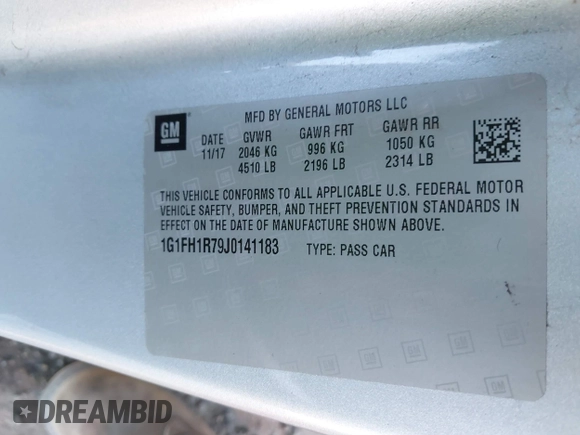 MFD BY GENERAL MOTORS LLC
GM
DATE GVWR GAWR FRT GAWR RR
11/17 2046 KG 996 KG 1050 KG
4510 LB 2196 LB 2314 LB
THIS VEHICLE CONFORMS TO ALL APPLICABLE U.S. FEDERAL MOTOR
VEHICLE SAFETY, BUMPER, AND THEFT PREVENTION STANDARDS IN
EFFECT ON THE DATE OF MANUFACTURE SHOWN ABOVE.
1G1FH1R79J0141183 TYPE: PASS CAR
DREAMBID